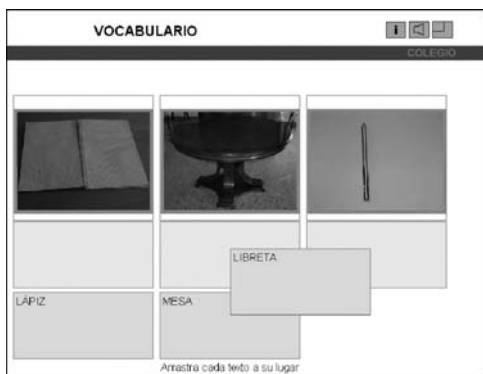 VOCABULARIO
i
COLEGIO
LIBRETA
LÁPIZ
MESA
Arrastra cada texto a su lugar